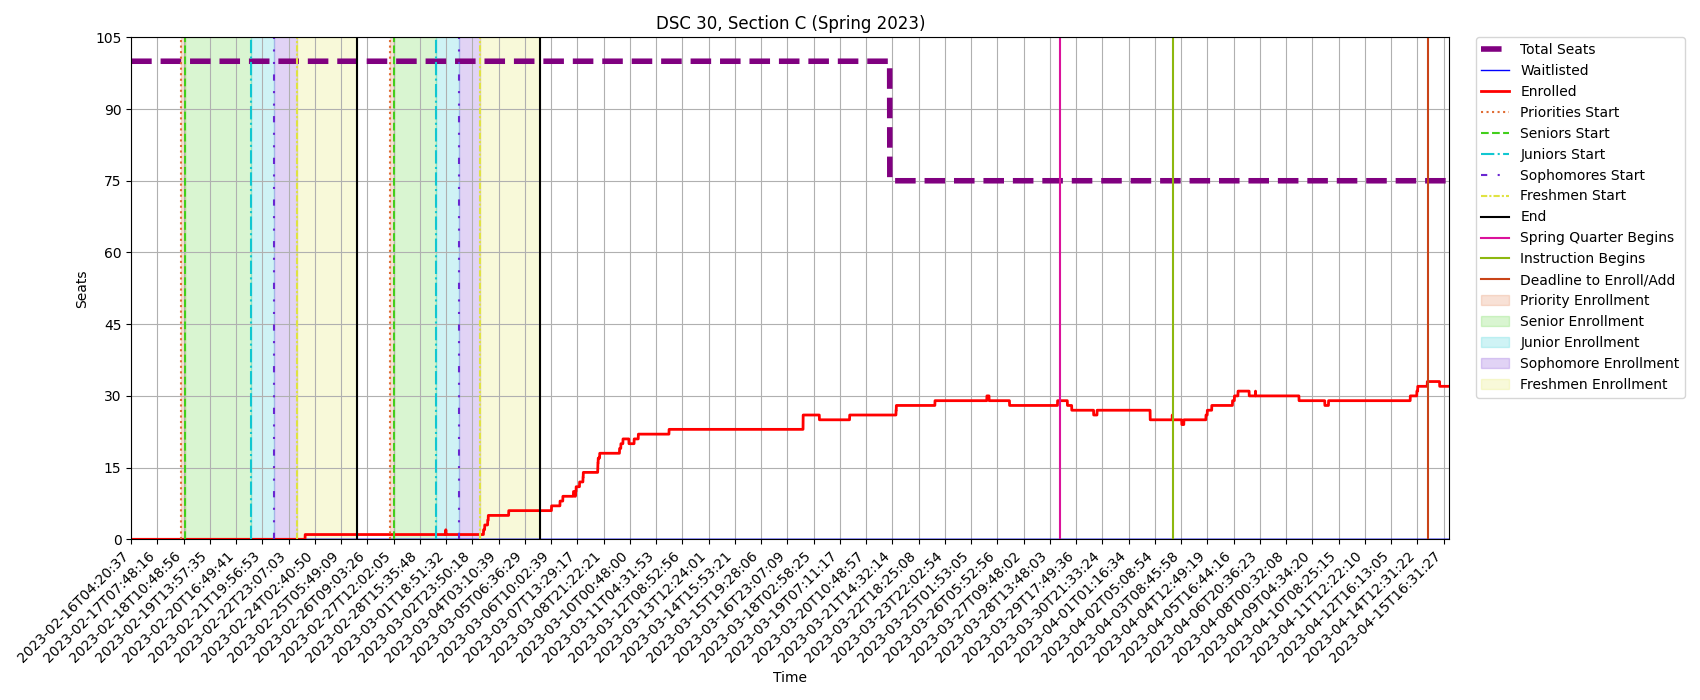 DSC 30, Section C (Spring 2023)
105
90
75
60
45
30
15
0
Seats
2023-02-16T04:20:37
2023-02-17T07:48:16
2023-02-18T10:48:56
2023-02-19T13:57:35
2023-02-20T16:49:41
2023-02-21T19:56:53
2023-02-22T23:07:03
2023-02-24T02:40:50
2023-02-25T05:49:09
2023-02-26T09:03:26
2023-02-27T12:02:05
2023-02-28T15:35:48
2023-03-01T18:51:32
2023-03-02T23:50:18
2023-03-04T03:10:39
2023-03-05T06:36:29
2023-03-06T10:02:39
2023-03-07T13:29:17
2023-03-08T21:22:21
2023-03-10T00:48:00
2023-03-11T04:31:53
2023-03-12T08:52:56
2023-03-13T12:24:01
2023-03-14T15:53:21
2023-03-15T19:28:06
2023-03-16T23:07:09
2023-03-18T02:58:25
2023-03-19T07:11:17
2023-03-20T10:48:57
2023-03-21T14:32:14
2023-03-22T18:25:08
2023-03-23T22:02:54
2023-03-25T01:53:05
2023-03-26T05:52:56
2023-03-27T09:48:02
2023-03-28T13:48:03
2023-03-29T17:49:36
2023-03-30T21:33:24
2023-04-01T01:16:34
2023-04-02T05:08:54
2023-04-03T08:45:58
2023-04-04T12:49:19
2023-04-05T16:44:16
2023-04-06T20:36:23
2023-04-08T00:32:08
2023-04-09T04:34:20
2023-04-10T08:25:15
2023-04-11T12:22:10
2023-04-12T16:13:05
2023-04-14T12:31:22
2023-04-15T16:31:27
Time
Total Seats
Waitlisted
Enrolled
Priorities Start
Seniors Start
Juniors Start
Sophomores Start
Freshmen Start
End
Spring Quarter Begins
Instruction Begins
Deadline to Enroll/Add
Priority Enrollment
Senior Enrollment
Junior Enrollment
Sophomore Enrollment
Freshmen Enrollment